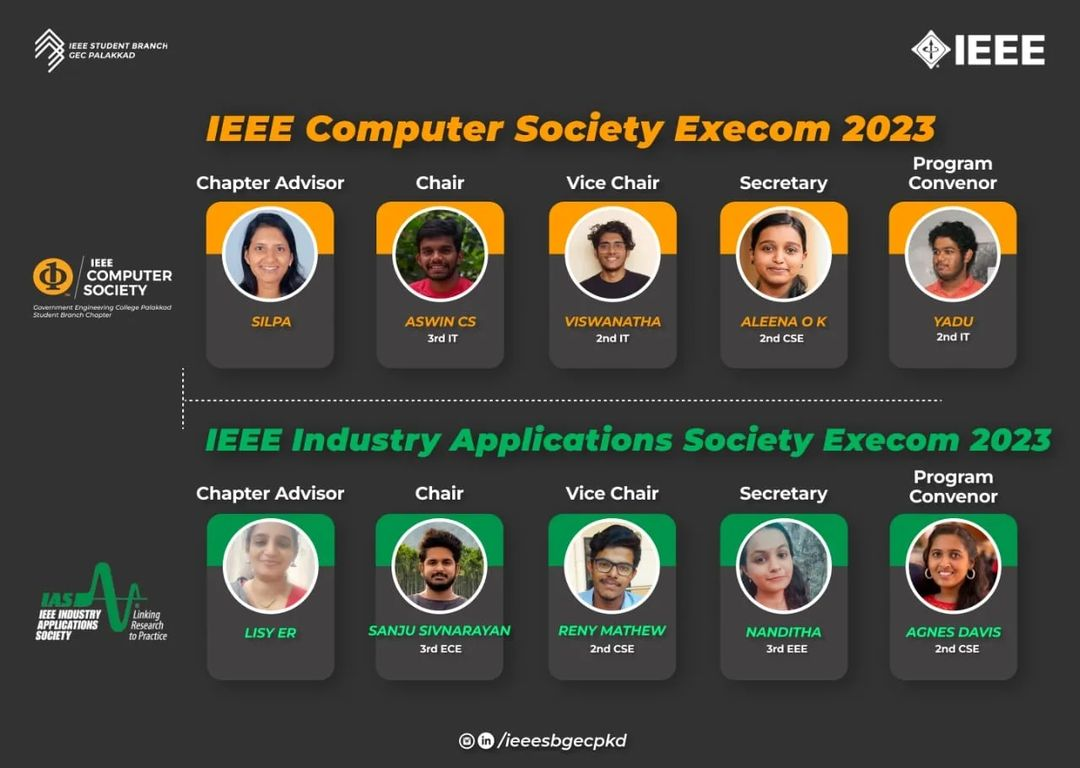 IEEE STUDENT BRANCH
GEC PALAKKAD
IEEE
IEEE Computer Society Execom 2023
Chapter Advisor
Chair
Vice Chair
Secretary
Program
Convenor
IEEE
COMPUTER
SOCIETY
Government Engineering College Palakkad
Student Branch Chapter
SILPA
ASWIN CS
3rd IT
VISWANATHA
2nd IT
ALEENA O K
2nd CSE
YADU
2nd IT
IEEE Industry Applications Society Execom 2023
Chapter Advisor
Chair
Vice Chair
Secretary
Program
Convenor
IAS
IEEE INDUSTRY
APPLICATIONS
SOCIETY
Linking
Research
to Practice
®
LISY ER
SANJU SIVNARAYAN
3rd ECE
RENY MATHEW
2nd CSE
NANDITHA
3rd EEE
AGNES DAVIS
2nd CSE
in /ieeesbgecpkd